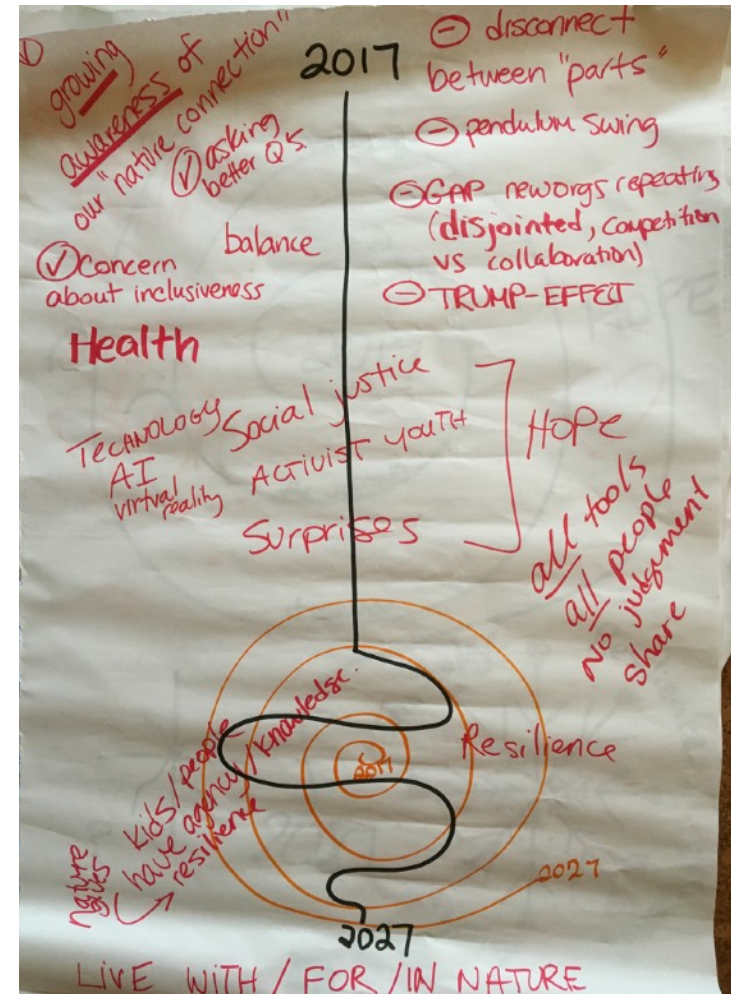 2017
growing
awareness of
our "nature connection"
asking
better Q's
balance
Concern
about inclusiveness
Health
⊖ disconnect
between "parts"
⊖ pendulum swing
⊖ GAP new orgs repeating
(disjointed, competition
vs collaboration)
⊖ TRUMP-EFFECT
TECHNOLOGY
AI
virtual
reality
Social justice
ACTIVIST YOUTH
Surprises
HOPE
all tools
all people
No judgement
share
Resilience
kids/people
have agency/knowledge.
resilience
nature
gives
2017
2027
2027
LIVE WITH / FOR / IN NATURE